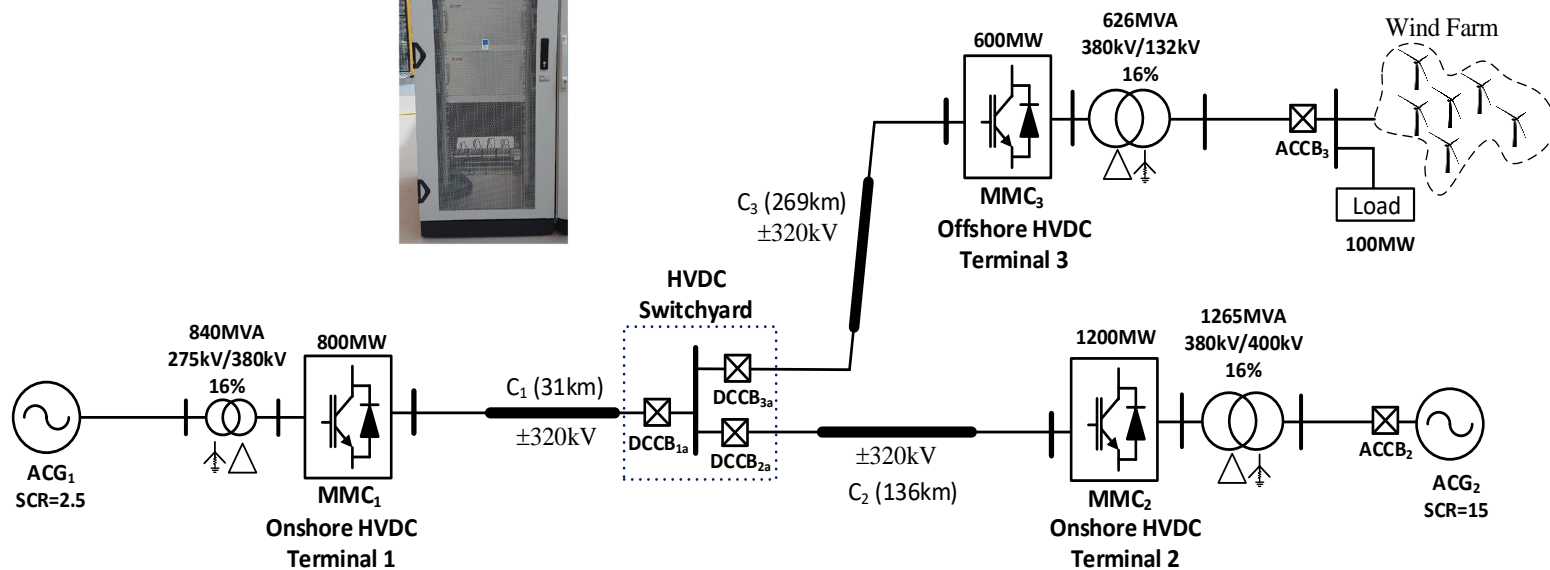 Wind Farm
626MVA
380kV/132kV
16%
600MW
ACCB3
Load
100MW
MMC3
Offshore HVDC
Terminal 3
C3 (269km)
±320kV
HVDC
Switchyard
DCCB3a
DCCB1a
DCCB2a
840MVA
275kV/380kV
16%
800MW
C1 (31km)
±320kV
ACG1
SCR=2.5
MMC1
Onshore HVDC
Terminal 1
1200MW
1265MVA
380kV/400kV
16%
±320kV
C2 (136km)
MMC2
Onshore HVDC
Terminal 2
ACCB2
ACG2
SCR=15